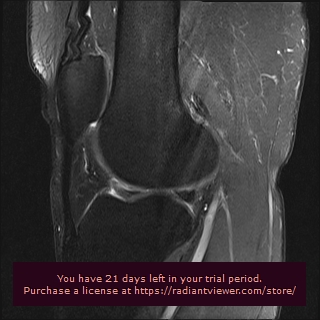 You have 21 days left in your trial period.
Purchase a license at https://radiantviewer.com/store/